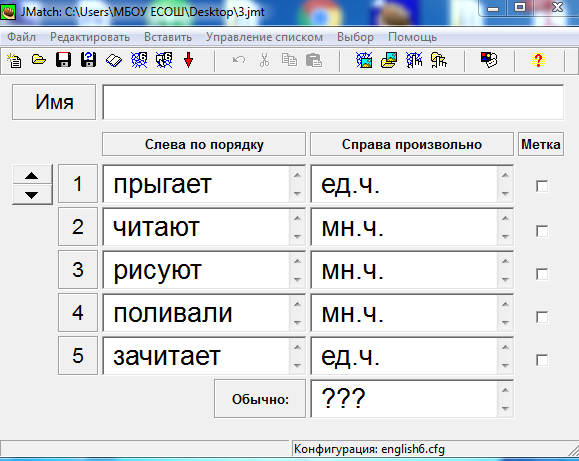 JMatch: C:\Users\МБОУ ЕСОШ\Desktop\3.jmt
Файл Редактировать Вставить Управление списком Выбор Помощь
Имя
Слева по порядку Справа произвольно Метка
1 прыгает ед.ч.
2 читают мн.ч.
3 рисуют мн.ч.
4 поливали мн.ч.
5 зачитает ед.ч.
Обычно: ???
Конфигурация: english6.cfg